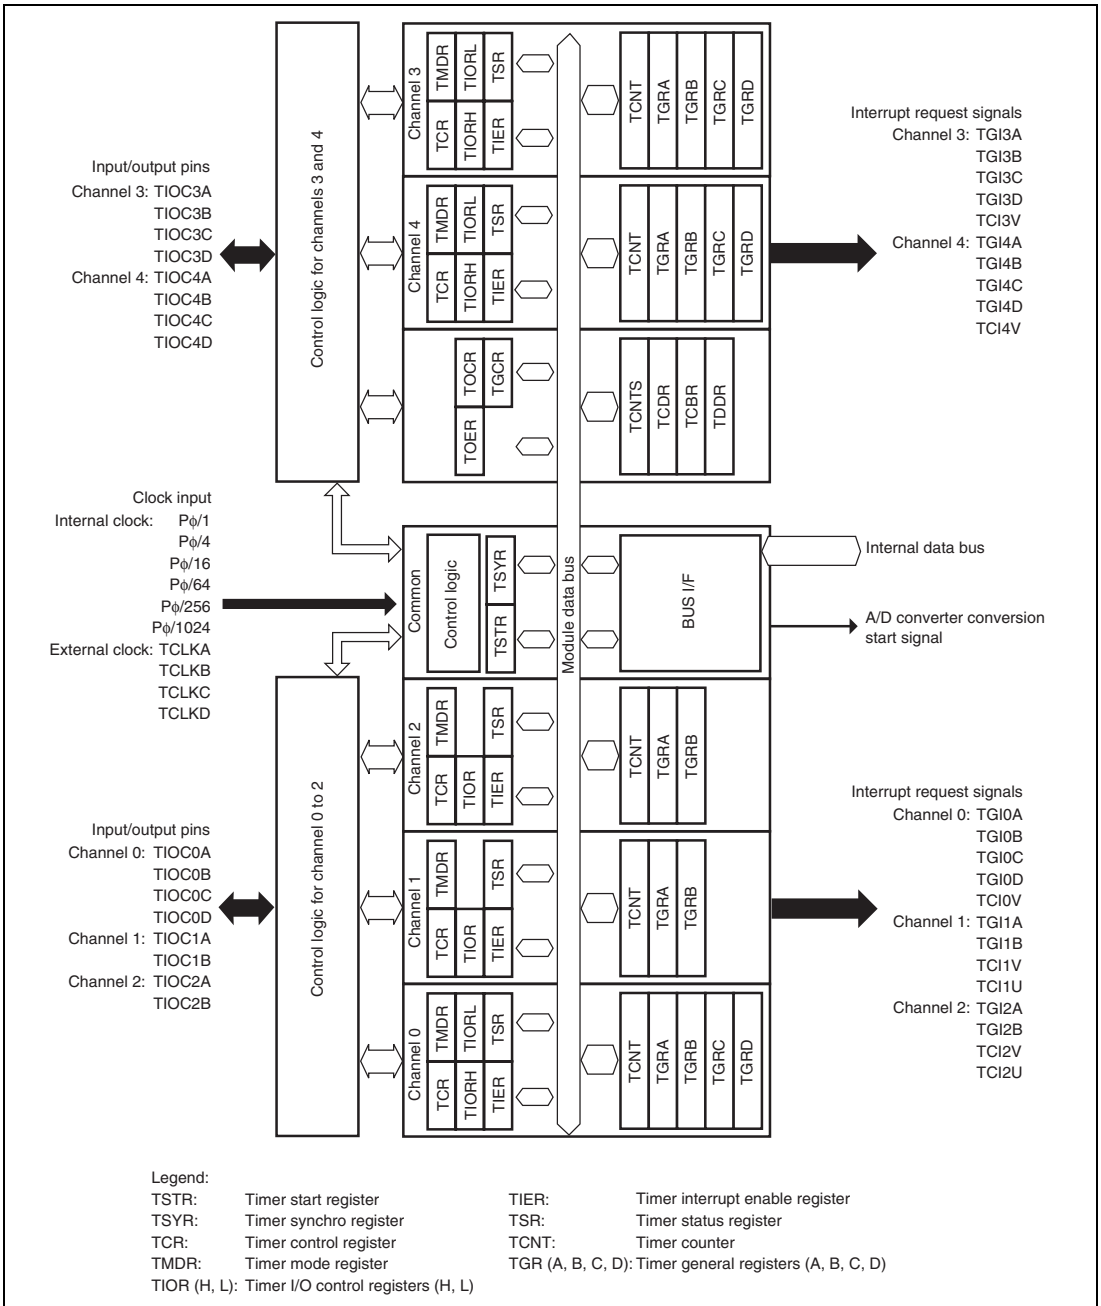 Input/output pins
Channel 3: TIOC3A
TIOC3B
TIOC3C
TIOC3D
Channel 4: TIOC4A
TIOC4B
TIOC4C
TIOC4D
Control logic for channels 3 and 4
Channel 3
TMDR
TIORL
TSR
TCR
TIORH
TIER
TCNT
TGRA
TGRB
TGRC
TGRD
Channel 4
TMDR
TIORL
TSR
TCR
TIORH
TIER
TCNT
TGRA
TGRB
TGRC
TGRD
TOCR
TGCR
TOER
TCNTS
TCDR
TCBR
TDDR
Interrupt request signals
Channel 3: TGI3A
TGI3B
TGI3C
TGI3D
TCI3V
Channel 4: TGI4A
TGI4B
TGI4C
TGI4D
TCI4V
Clock input
Internal clock: Pφ/1
Pφ/4
Pφ/16
Pφ/64
Pφ/256
Pφ/1024
External clock: TCLKA
TCLKB
TCLKC
TCLKD
Common
Control logic
TSYR
TSTR
Module data bus
BUS I/F
Internal data bus
A/D converter conversion
start signal
Input/output pins
Channel 0: TIOC0A
TIOC0B
TIOC0C
TIOC0D
Channel 1: TIOC1A
TIOC1B
Channel 2: TIOC2A
TIOC2B
Control logic for channel 0 to 2
Channel 2
TMDR
TSR
TCR
TIOR
TIER
TCNT
TGRA
TGRB
Channel 1
TMDR
TSR
TCR
TIOR
TIER
TCNT
TGRA
TGRB
Channel 0
TMDR
TIORL
TSR
TCR
TIORH
TIER
TCNT
TGRA
TGRB
TGRC
TGRD
Interrupt request signals
Channel 0: TGI0A
TGI0B
TGI0C
TGI0D
TCI0V
Channel 1: TGI1A
TGI1B
TCI1V
TCI1U
Channel 2: TGI2A
TGI2B
TCI2V
TCI2U
Legend:
TSTR: Timer start register
TSYR: Timer synchro register
TCR: Timer control register
TMDR: Timer mode register
TIOR (H, L): Timer I/O control registers (H, L)
TIER: Timer interrupt enable register
TSR: Timer status register
TCNT: Timer counter
TGR (A, B, C, D): Timer general registers (A, B, C, D)